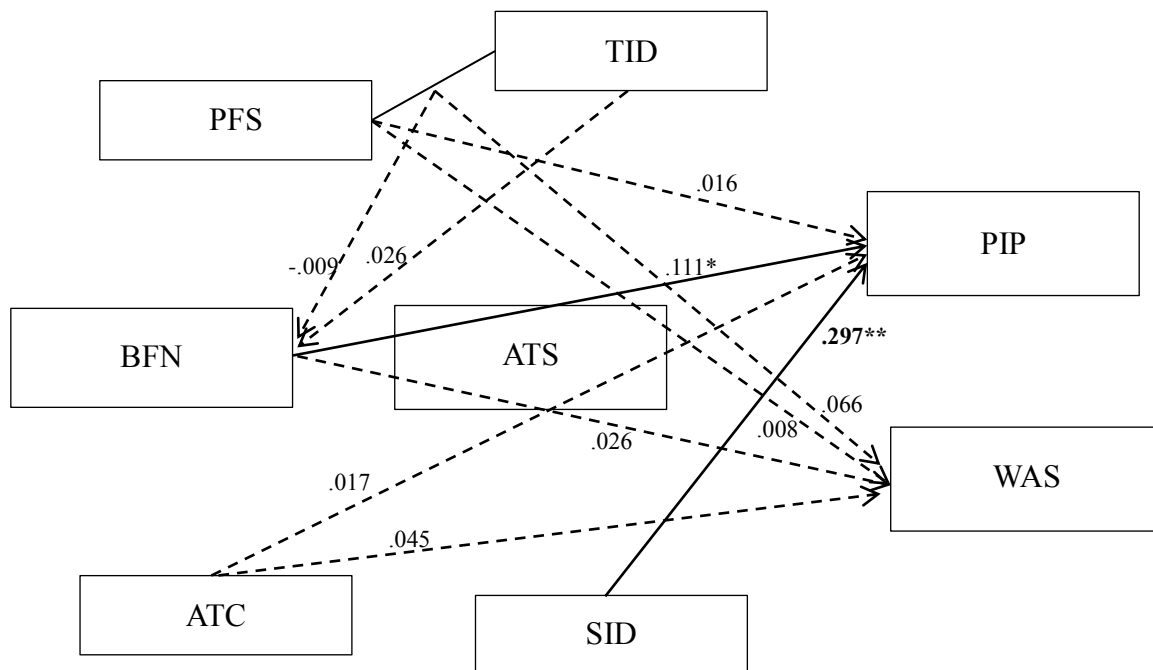 TID
PFS
.016
PIP
-.009
.026
.111*
BFN
ATS
.297**
.066
.008
.026
WAS
.017
.045
ATC
SID